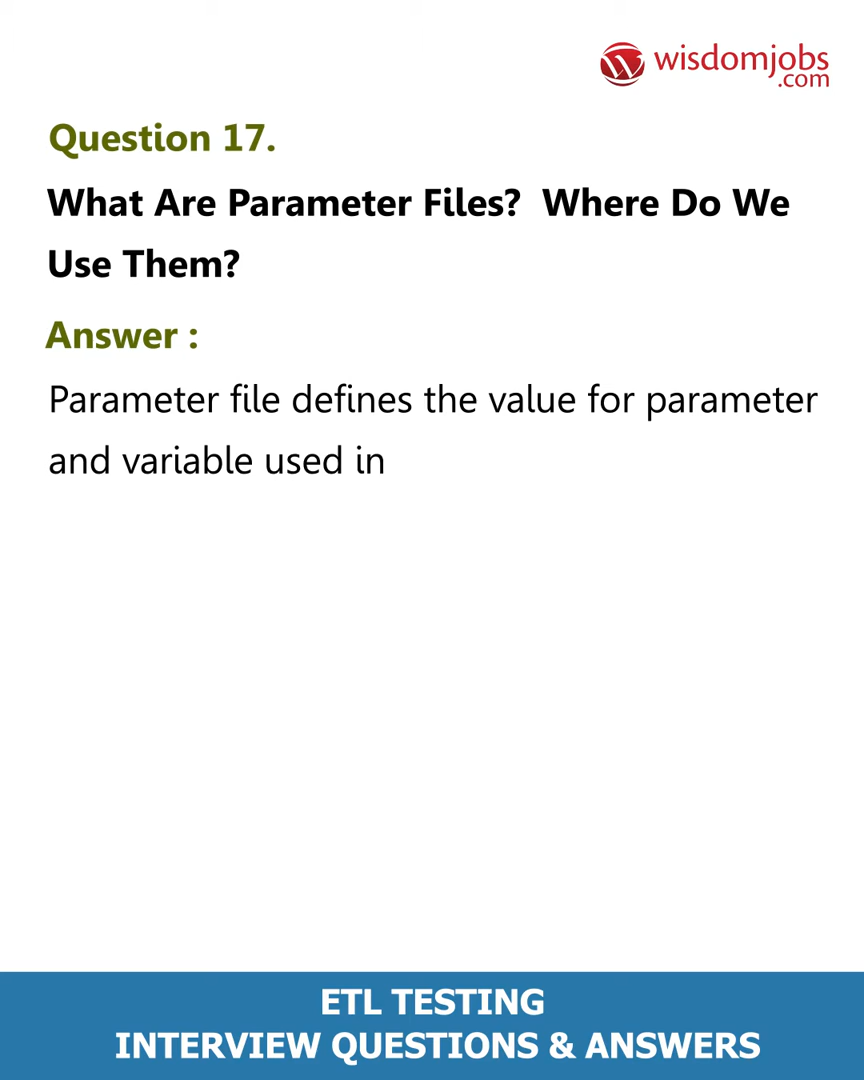 wisdomjobs
.com
Question 17.
What Are Parameter Files?  Where Do We
Use Them?
Answer :
Parameter file defines the value for parameter
and variable used in
ETL TESTING
INTERVIEW QUESTIONS & ANSWERS